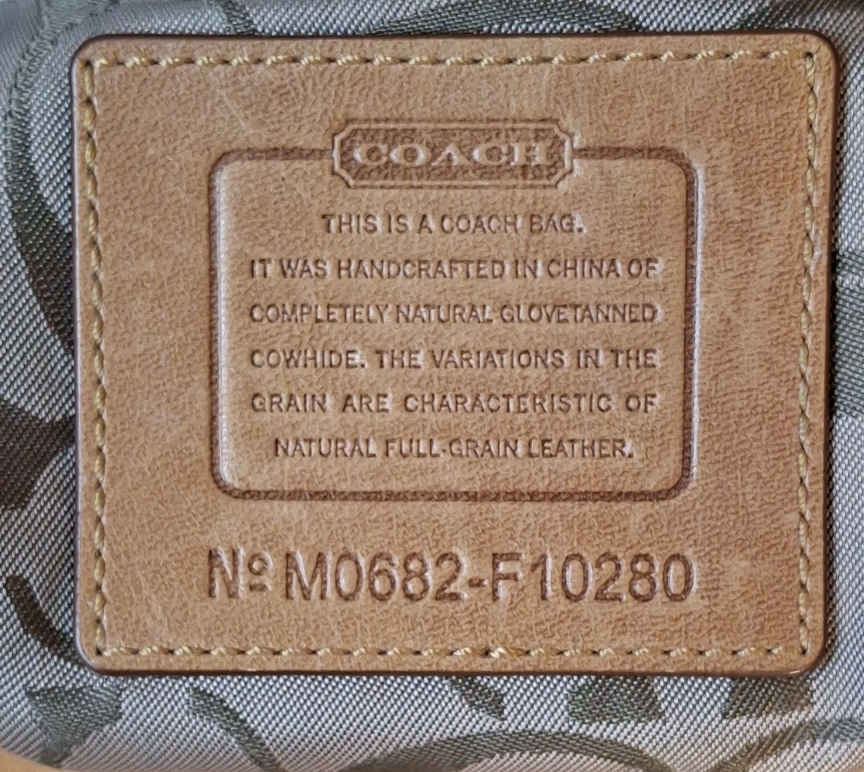 COACH
THIS IS A COACH BAG.
IT WAS HANDCRAFTED IN CHINA OF
COMPLETELY NATURAL GLOVETANNED
COWHIDE. THE VARIATIONS IN THE
GRAIN ARE CHARACTERISTIC OF
NATURAL FULL-GRAIN LEATHER.
Nº M0682-F10280